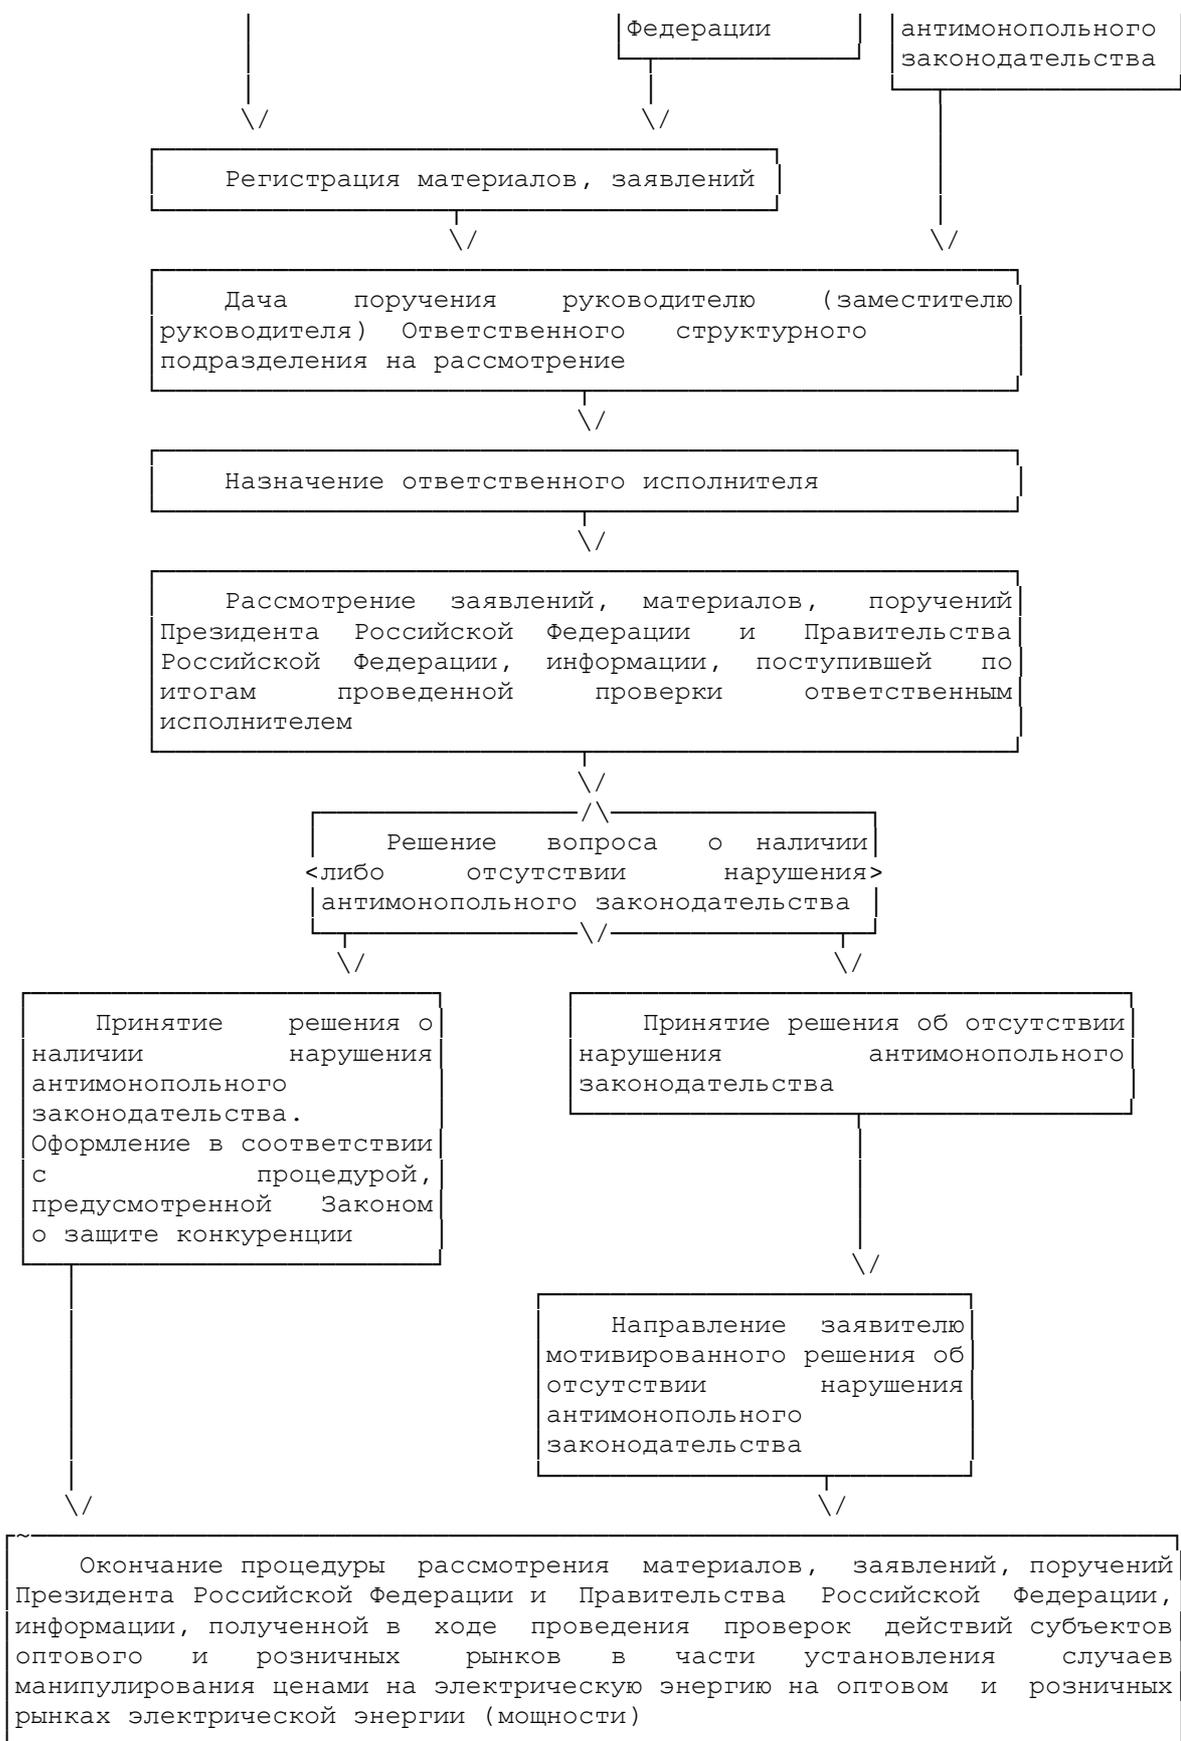 Федерации
антимонопольного
законодательства
Регистрация материалов, заявлений
Дача поручения руководителю (заместителю
руководителя) Ответственного структурного
подразделения на рассмотрение
Назначение ответственного исполнителя
Рассмотрение заявлений, материалов, поручений
Президента Российской Федерации и Правительства
Российской Федерации, информации, поступившей по
итогам проведенной проверки ответственным
исполнителем
Решение вопроса о наличии
<либо отсутствии нарушения>
антимонопольного законодательства
Принятие решения о
наличии нарушения
антимонопольного
законодательства.
Оформление в соответствии
с процедурой,
предусмотренной Законом
о защите конкуренции
Принятие решения об отсутствии
нарушения антимонопольного
законодательства
Направление заявителю
мотивированного решения об
отсутствии нарушения
антимонопольного
законодательства
Окончание процедуры рассмотрения материалов, заявлений, поручений
Президента Российской Федерации и Правительства Российской Федерации,
информации, полученной в ходе проведения проверок действий субъектов
оптового и розничных рынков в части установления случаев
манипулирования ценами на электрическую энергию на оптовом и розничных
рынках электрической энергии (мощности)